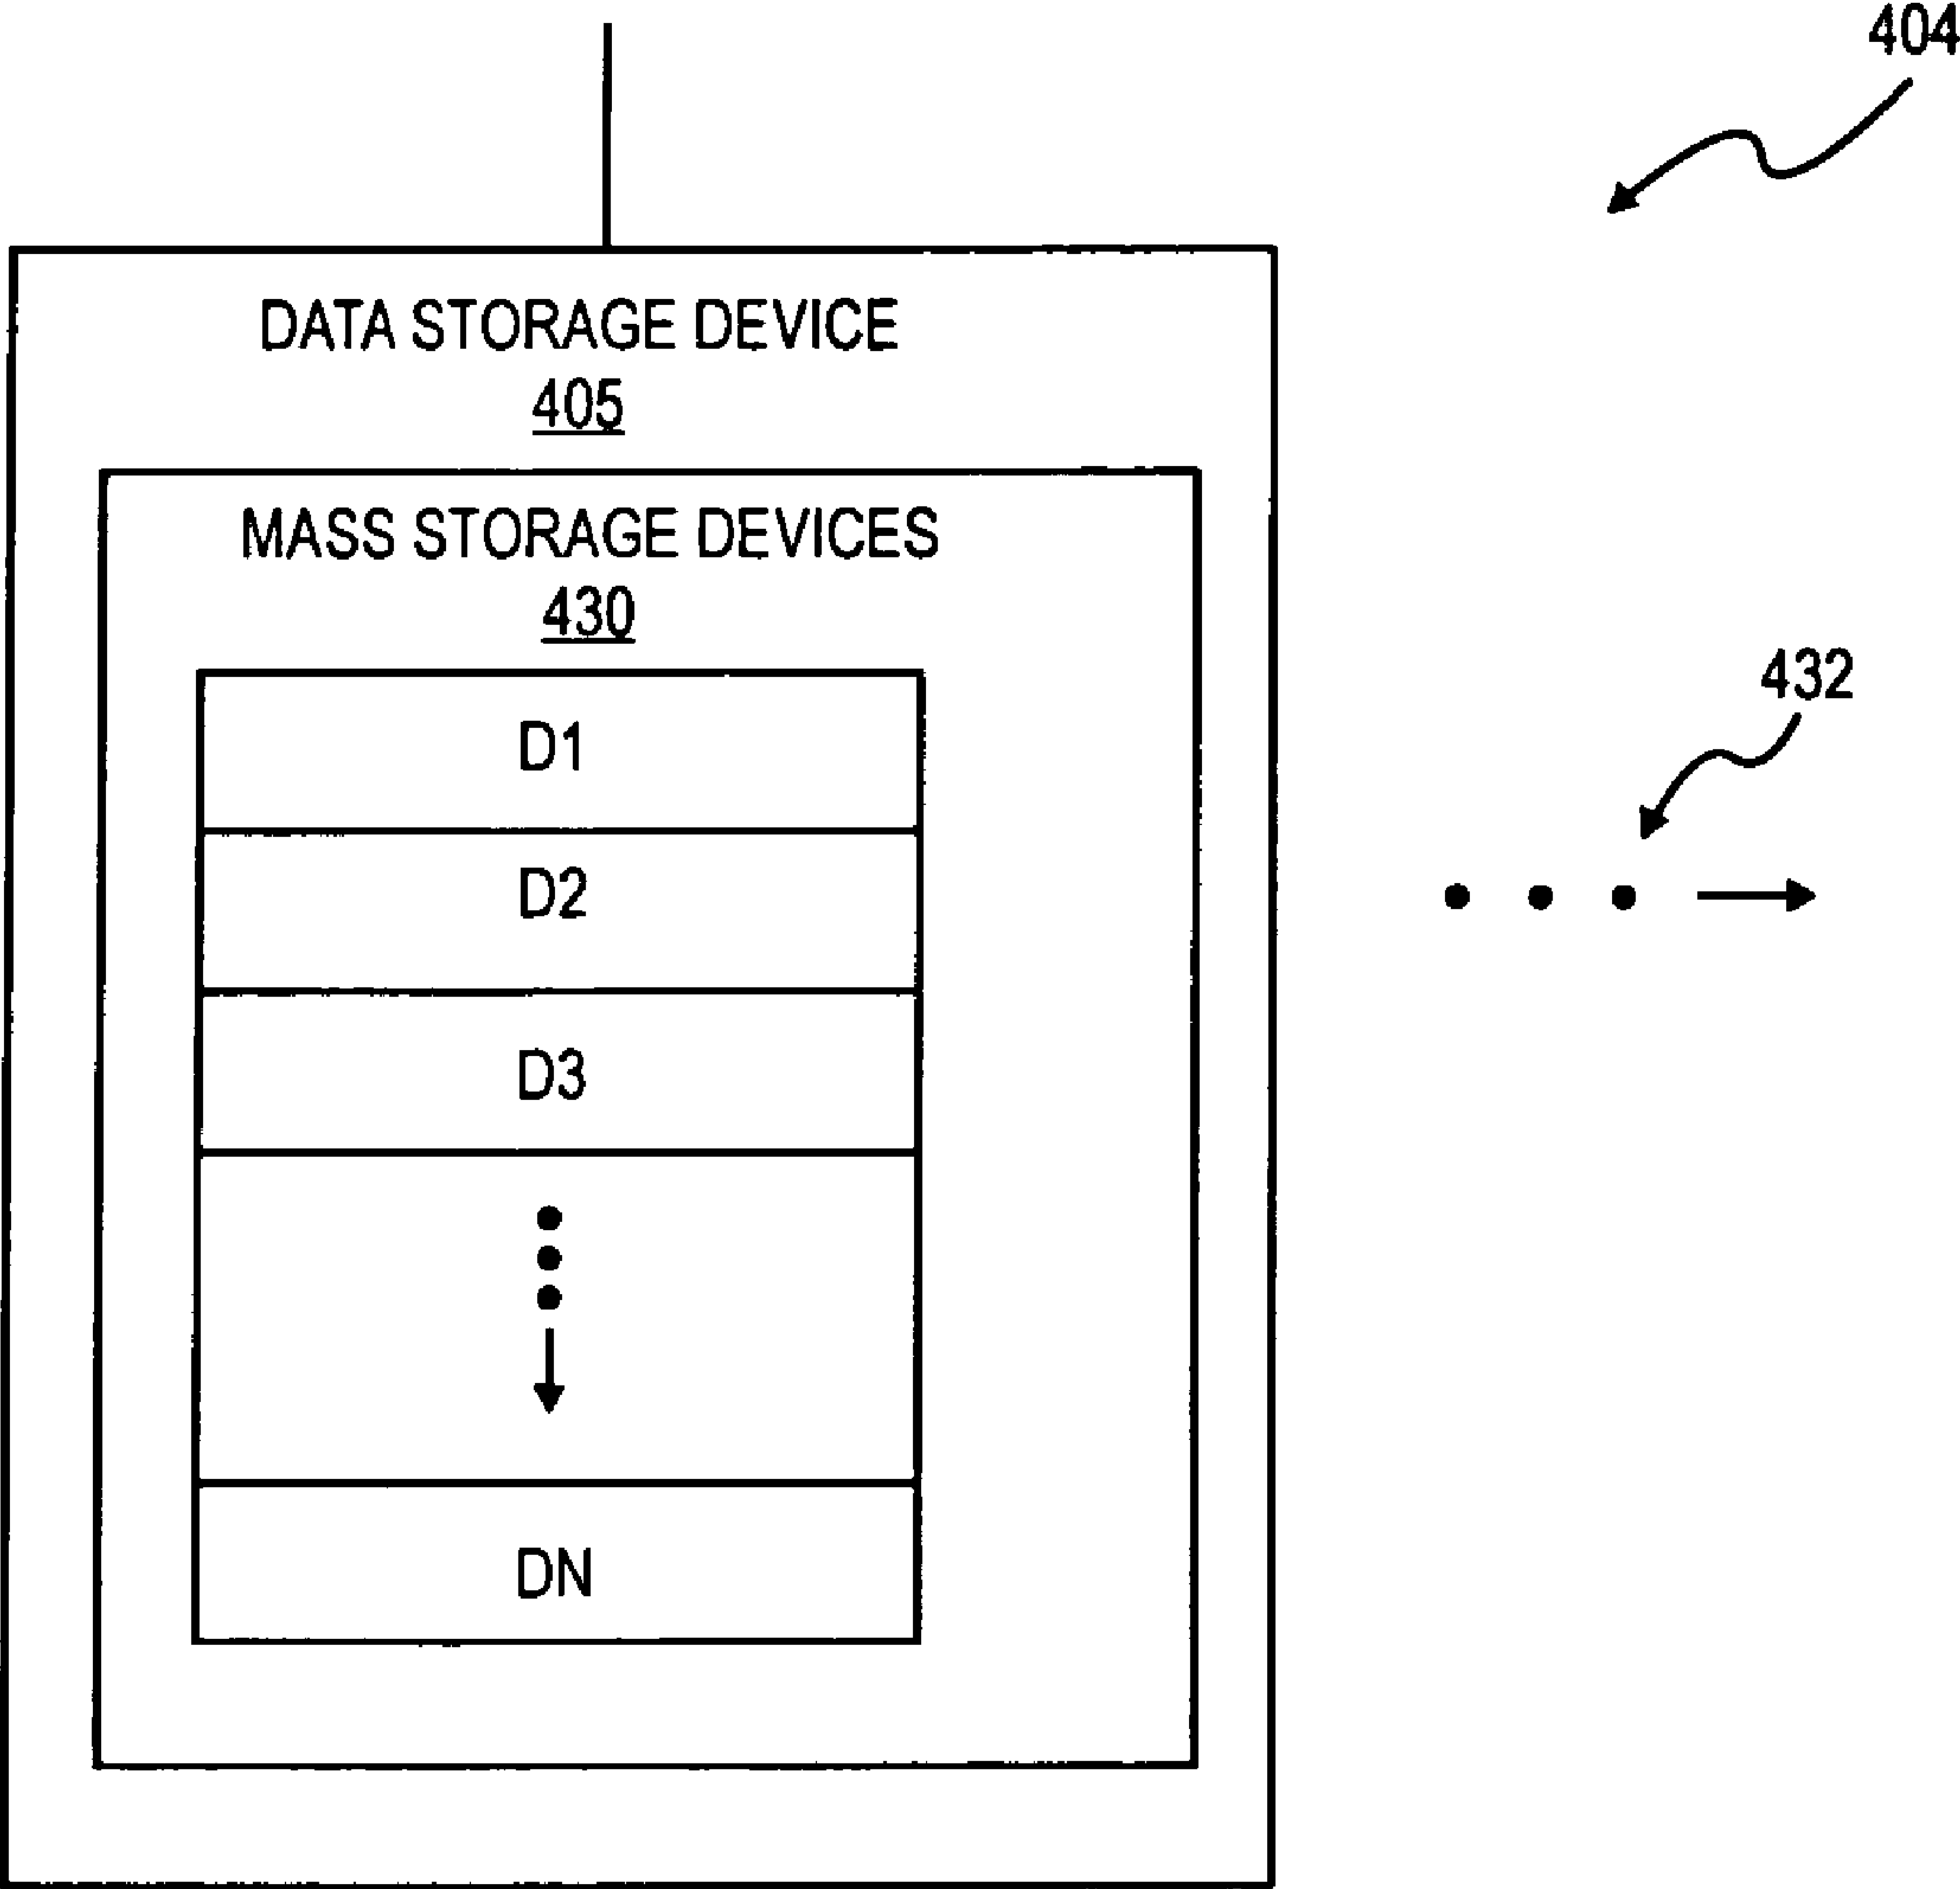 404
DATA STORAGE DEVICE
405
MASS STORAGE DEVICES
430
432
D1
D2
D3
DN